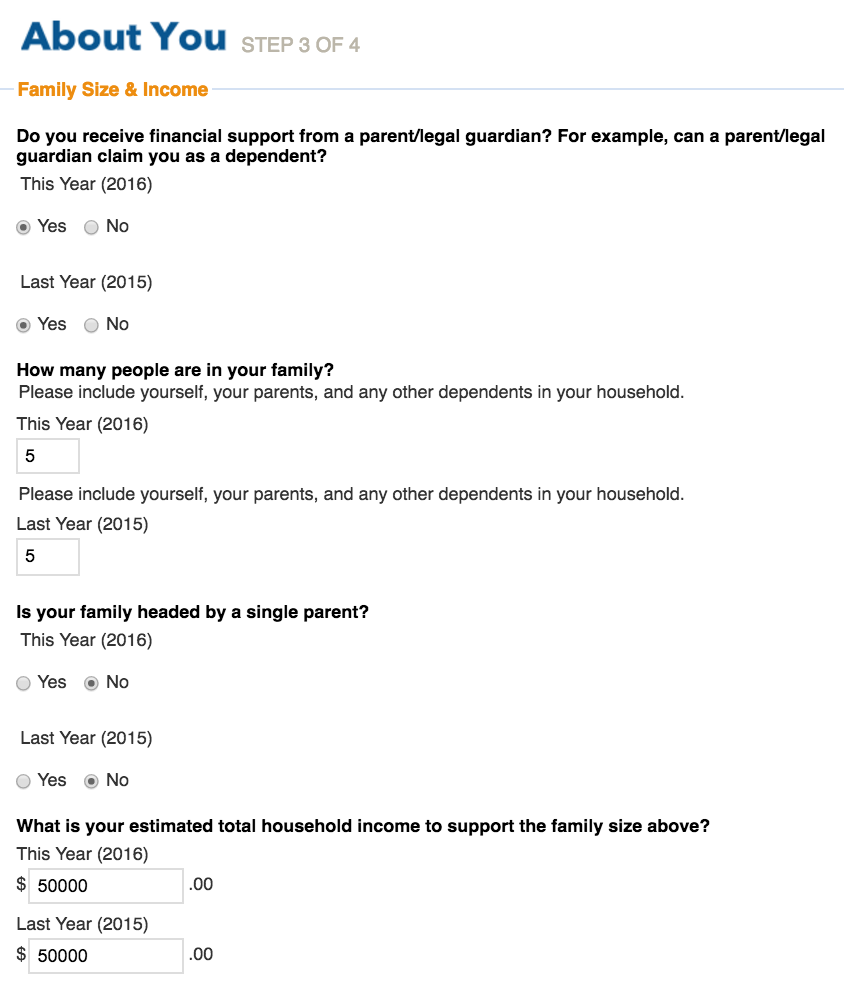 About You STEP 3 OF 4
Family Size & Income
Do you receive financial support from a parent/legal guardian? For example, can a parent/legal
guardian claim you as a dependent?
This Year (2016)
Yes No
Last Year (2015)
Yes No
How many people are in your family?
Please include yourself, your parents, and any other dependents in your household.
This Year (2016)
5
Please include yourself, your parents, and any other dependents in your household.
Last Year (2015)
5
Is your family headed by a single parent?
This Year (2016)
Yes No
Last Year (2015)
Yes No
What is your estimated total household income to support the family size above?
This Year (2016)
$ 50000 .00
Last Year (2015)
$ 50000 .00